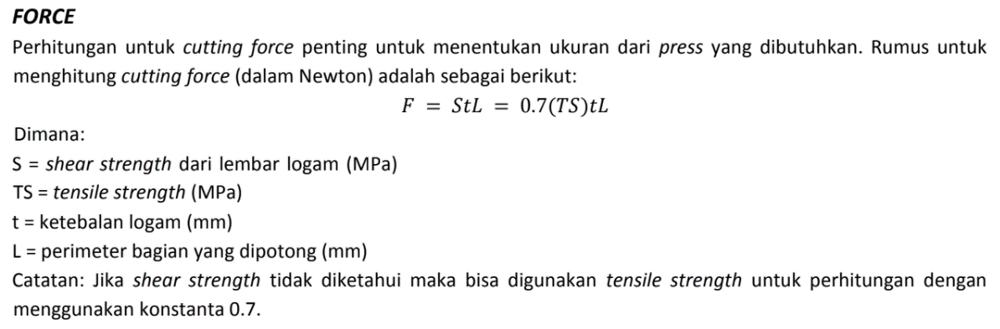 FORCE
Perhitungan untuk cutting force penting untuk menentukan ukuran dari press yang dibutuhkan. Rumus untuk
menghitung cutting force (dalam Newton) adalah sebagai berikut:
F = StL = 0.7(TS)tL
Dimana:
S = shear strength dari lembar logam (MPa)
TS = tensile strength (MPa)
t = ketebalan logam (mm)
L = perimeter bagian yang dipotong (mm)
Catatan: Jika shear strength tidak diketahui maka bisa digunakan tensile strength untuk perhitungan dengan
menggunakan konstanta 0.7.